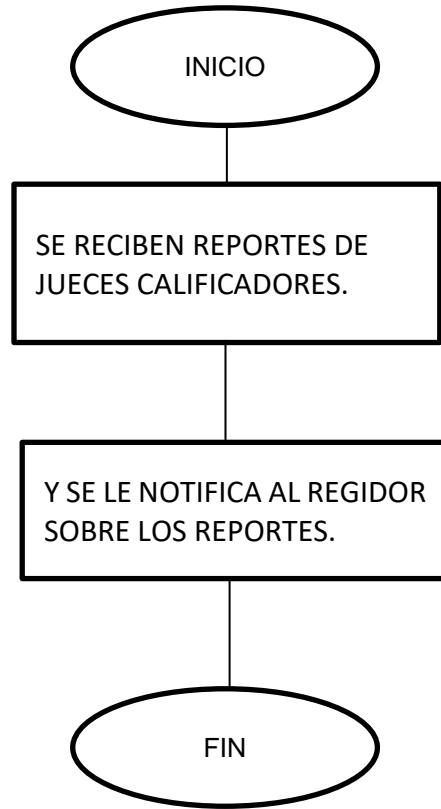 INICIO
SE RECIBEN REPORTES DE
JUECES CALIFICADORES.
Y SE LE NOTIFICA AL REGIDOR
SOBRE LOS REPORTES.
FIN